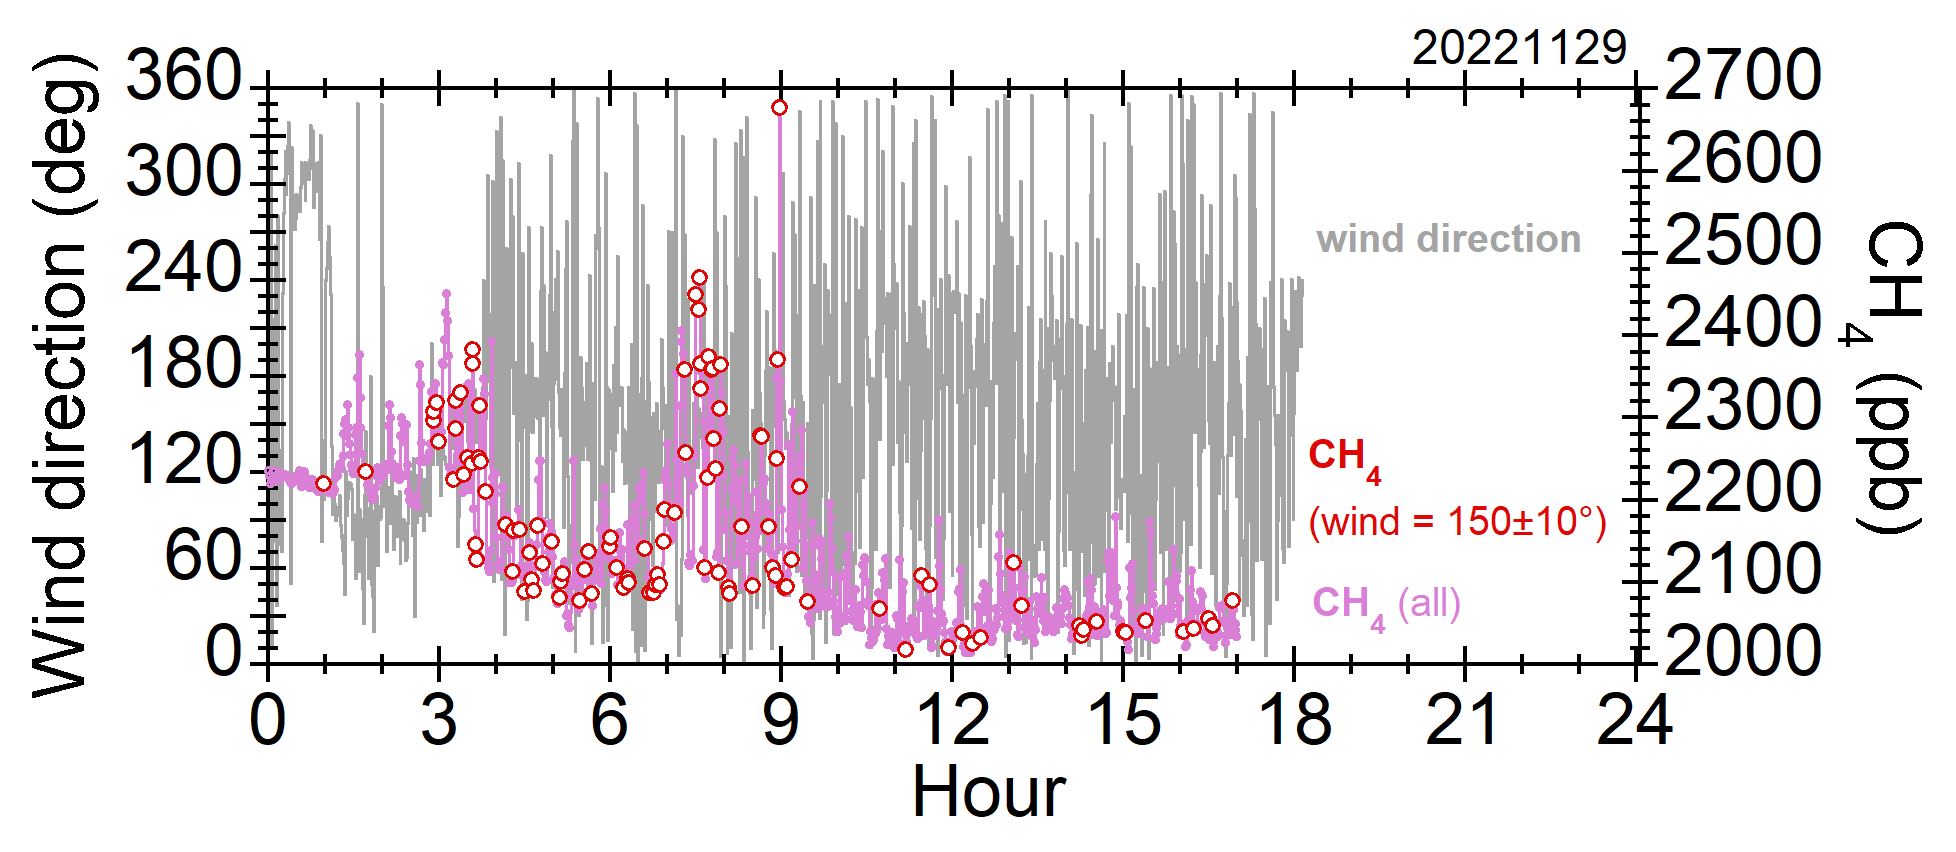 20221129
360
300
240
180
120
60
0
Wind direction (deg)
2700
2600
2500
2400
2300
2200
2100
2000
CH4 (ppb)
wind direction
CH4
(wind = 150±10°)
CH4 (all)
0 3 6 9 12 15 18 21 24
Hour